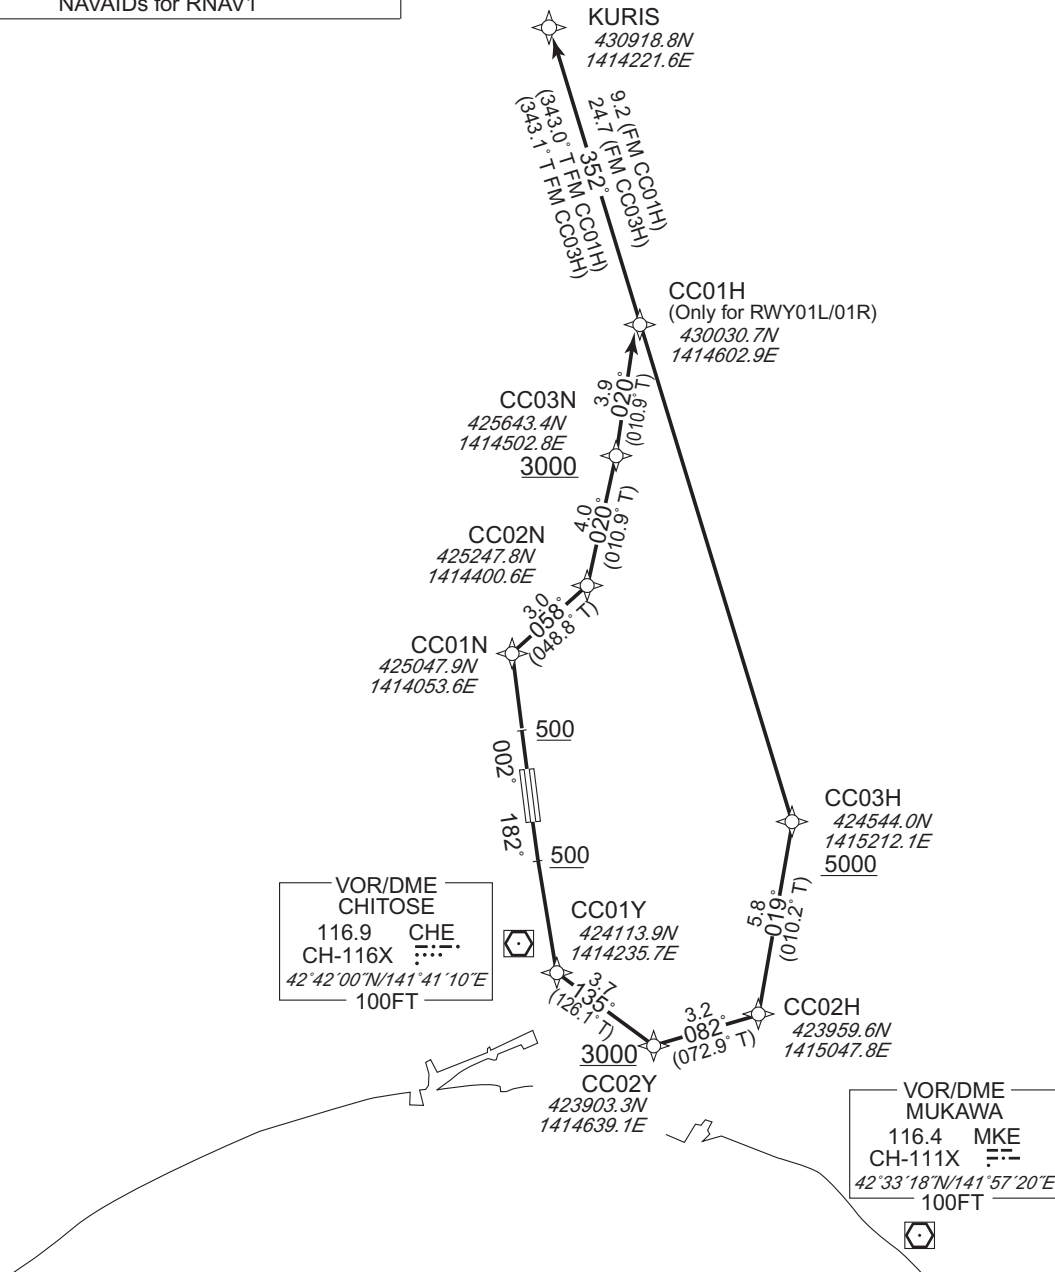 NAVAIDs for RNAV1
KURIS
430918.8N
1414221.6E
9.2 (FM CC01H)
24.7 (FM CC03H)
352°
(343.0° T FM CC01H)
(343.1° T FM CC03H)
CC01H
(Only for RWY01L/01R)
430030.7N
1414602.9E
3.9
020°
(010.9° T)
CC03N
425643.4N
1414502.8E
3000
4.0
020°
(010.9° T)
CC02N
425247.8N
1414400.6E
3.0
058°
(048.8° T)
CC01N
425047.9N
1414053.6E
500
002°
182°
500
CC03H
424544.0N
1415212.1E
5000
5.8
019°
(010.2° T)
VOR/DME
CHITOSE
116.9 CHE
CH-116X
42°42´00˝N/141°41´10˝E
100FT
CC01Y
424113.9N
1414235.7E
3.7
135°
(126.1° T)
3.2
082°
(072.9° T)
CC02H
423959.6N
1415047.8E
3000
CC02Y
423903.3N
1414639.1E
VOR/DME
MUKAWA
116.4 MKE
CH-111X
42°33´18˝N/141°57´20˝E
100FT